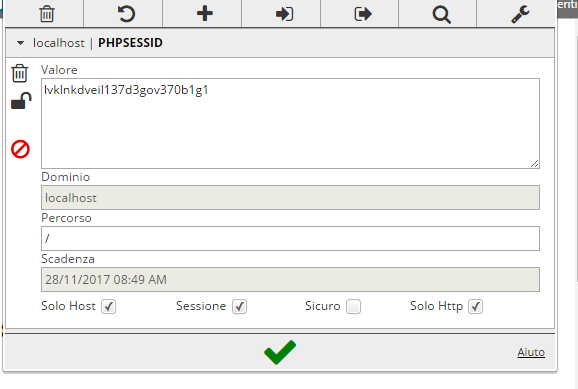 localhost | PHPSESSID
Valore
lvklnkdveil137d3gov370b1g1
Dominio
localhost
Percorso
/
Scadenza
28/11/2017 08:49 AM
Solo Host Sessione Sicuro Solo Http
Aiuto